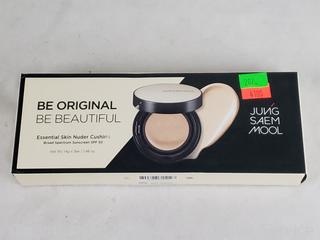 BE ORIGINAL
BE BEAUTIFUL
Essential Skin Nuder Cushion
Broad Spectrum Sunscreen SPF 50
JUNG
SAEM
MOOL